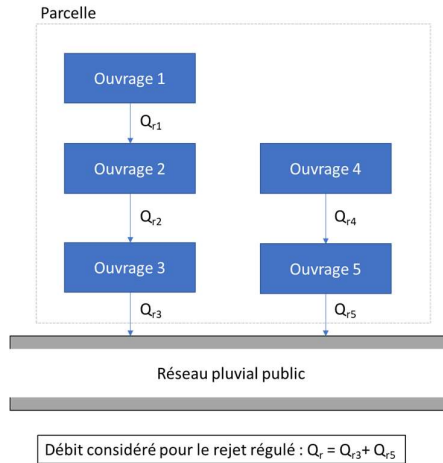 Parcelle
Ouvrage 1
Qr1
Ouvrage 2
Ouvrage 4
Qr2
Qr4
Ouvrage 3
Ouvrage 5
Qr3
Qr5
Réseau pluvial public
Débit considéré pour le rejet régulé : Qr = Qr3+ Qr5